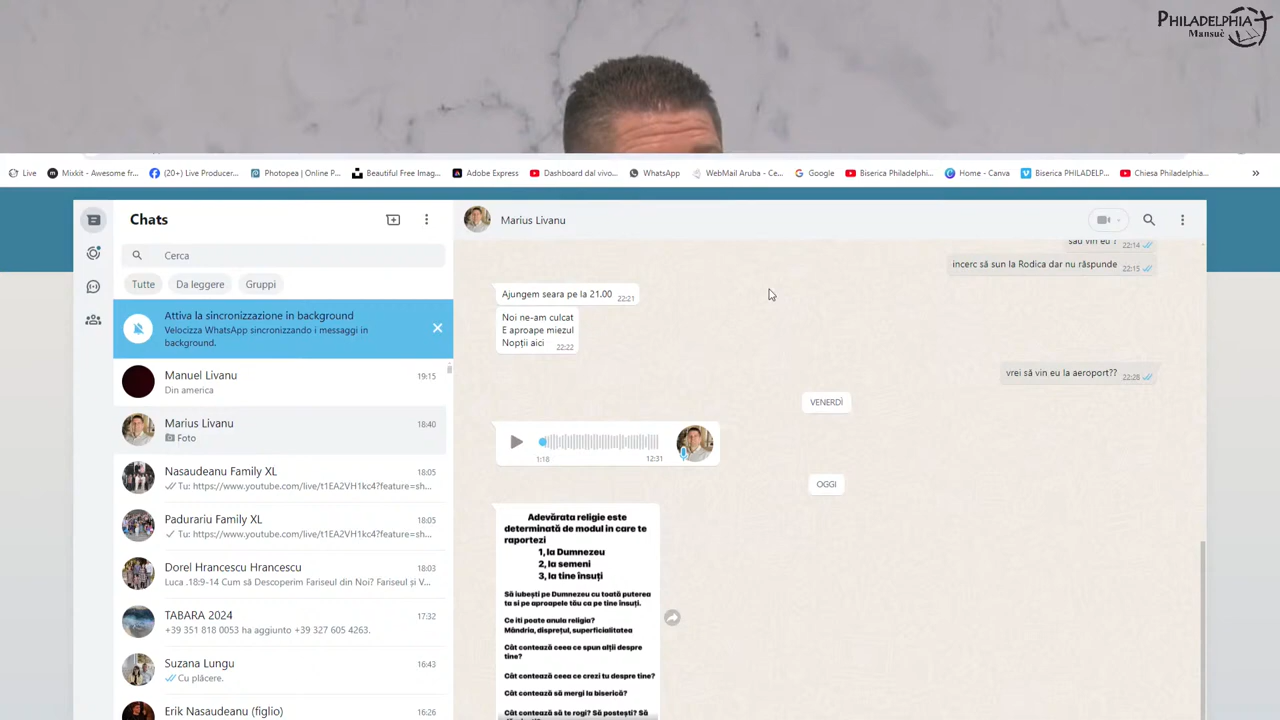 PHILADELPHIA
Mansuè
Live
Mixkit - Awesome fr...
(20+) Live Producer...
Photopea | Online P...
Beautiful Free Imag...
Adobe Express
Dashboard dal vivo...
WhatsApp
WebMail Aruba - Ce...
Google
Biserica Philadelphi...
Home - Canva
Biserica PHILADELP...
Chiesa Philadelphia...
»
Chats
Cerca
Tutte
Da leggere
Gruppi
Attiva la sincronizzazione in background
Velocizza WhatsApp sincronizzando i messaggi in
background.
Manuel Livanu 19:15
Din america
Marius Livanu 18:40
Foto
Nasaudeanu Family XL 18:05
Tu: https://www.youtube.com/live/t1EA2VH1kc4?feature=sh...
Padurariu Family XL 18:05
Tu: https://www.youtube.com/live/t1EA2VH1kc4?feature=sh...
Dorel Hrancescu Hrancescu 17:38
Luca .18:9-14 Cum să Descoperim Fariseul din Noi? Fariseul și V...
TABARA 2024 17:32
+39 351 818 0053 ha aggiunto +39 327 605 4263.
Suzana Lungu 16:43
Cu plăcere.
Erik Nasaudeanu (figlio) 16:26
Marius Livanu
sau vin eu ? 22:14
incerc să sun la Rodica dar nu răspunde 22:15
Ajungem seara pe la 21.00 22:21
Noi ne-am culcat
E aproape miezul
Nopții aici 22:22
vrei să vin eu la aeroport?? 22:28
VENERDÌ
1:18 12:31
OGGI
Adevărata religie este
determinată de modul in care te
raportezi
1, la Dumnezeu
2, la semeni
3, la tine însuți
Să iubești pe Dumnezeu cu toată puterea
ta si pe aproapele tău ca pe tine însuți.
Ce iti poate anula religia?
Mândria, disprețul, superficialitatea
Cât contează ceea ce spun alții despre
tine?
Cât contează ceea ce crezi tu despre tine?
Cât contează să mergi la biserică?
Cât contează să te rogi? Să postești? Să